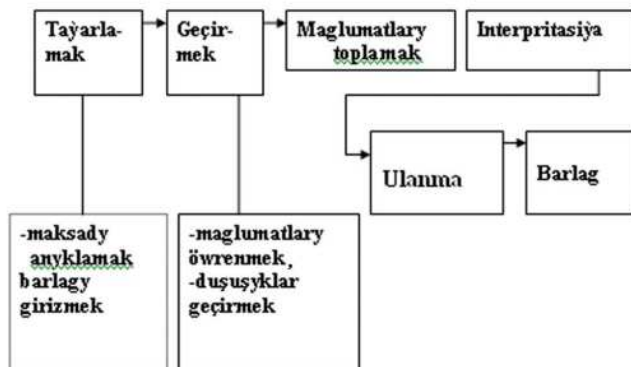 Taýarla-
mak
Geçir-
mek
Maglumatlary
toplamak
Interpritasiýa
Ulanma
Barlag
-maksady
anyklamak
barlagy
girizmek
-maglumatlary
öwrenmek,
-duşuşyklar
geçirmek